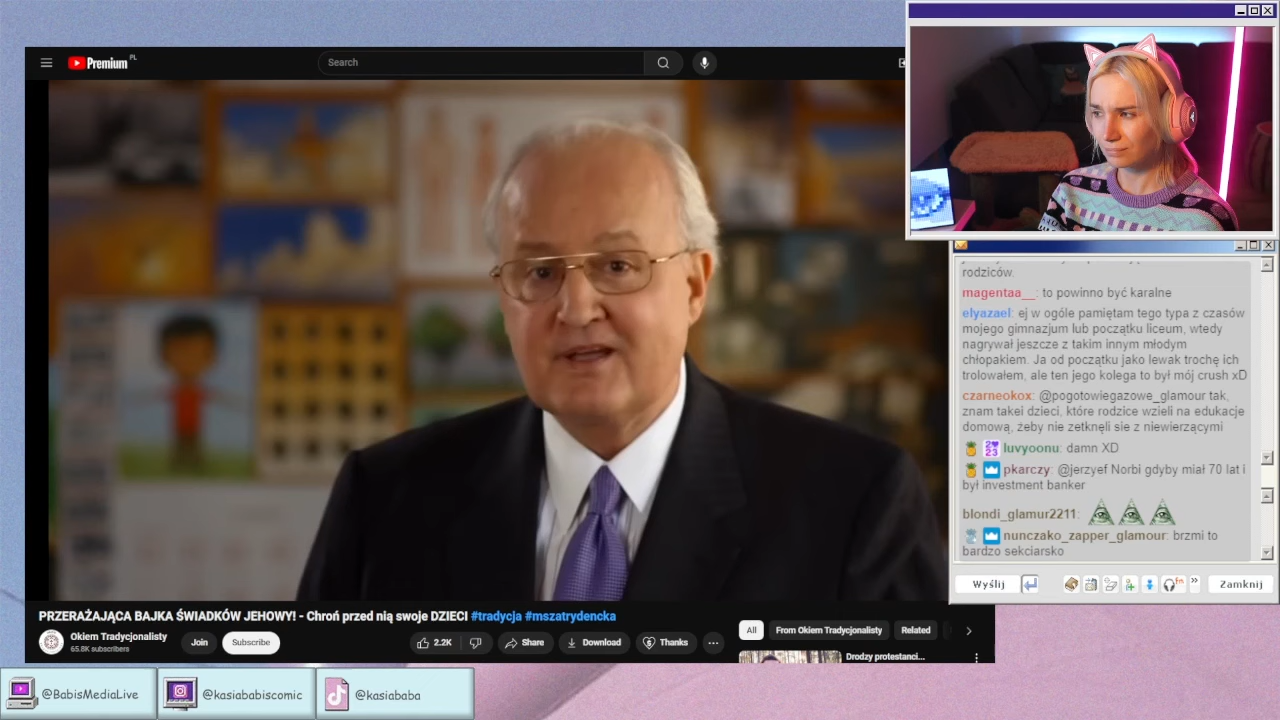 Premium PL
Search
PRZERAŻAJĄCA BAJKA ŚWIADKÓW JEHOWY! - Chroń przed nią swoje DZIECI #tradycja #mszatrydencka
Okiem Tradycjonalisty
65.8K subscribers
Join
Subscribe
2.2K
Share
Download
Thanks
All
From Okiem Tradycjonalisty
Related
Drodzy protestanci...
rodziców.
magentaa__: to powinno być karalne
elyazael: ej w ogóle pamiętam tego typa z czasów
mojego gimnazjum lub początku liceum, wtedy
nagrywał jeszcze z takim innym młodym
chłopakiem. Ja od początku jako lewak trochę ich
trolowałem, ale ten jego kolega to był mój crush xD
czarneokox: @pogotowiegazowe_glamour tak,
znam takei dzieci, które rodzice wzieli na edukacje
domową, żeby nie zetknęli sie z niewierzącymi
luvyoonu: damn XD
pkarczy: @jerzyef Norbi gdyby miał 70 lat i
był investment banker
blondi_glamur2211:
nunczako_zapper_glamour: brzmi to
bardzo sekciarsko
Wyślij
Zamknij
@BabisMediaLive
@kasiababiscomic
@kasiababa